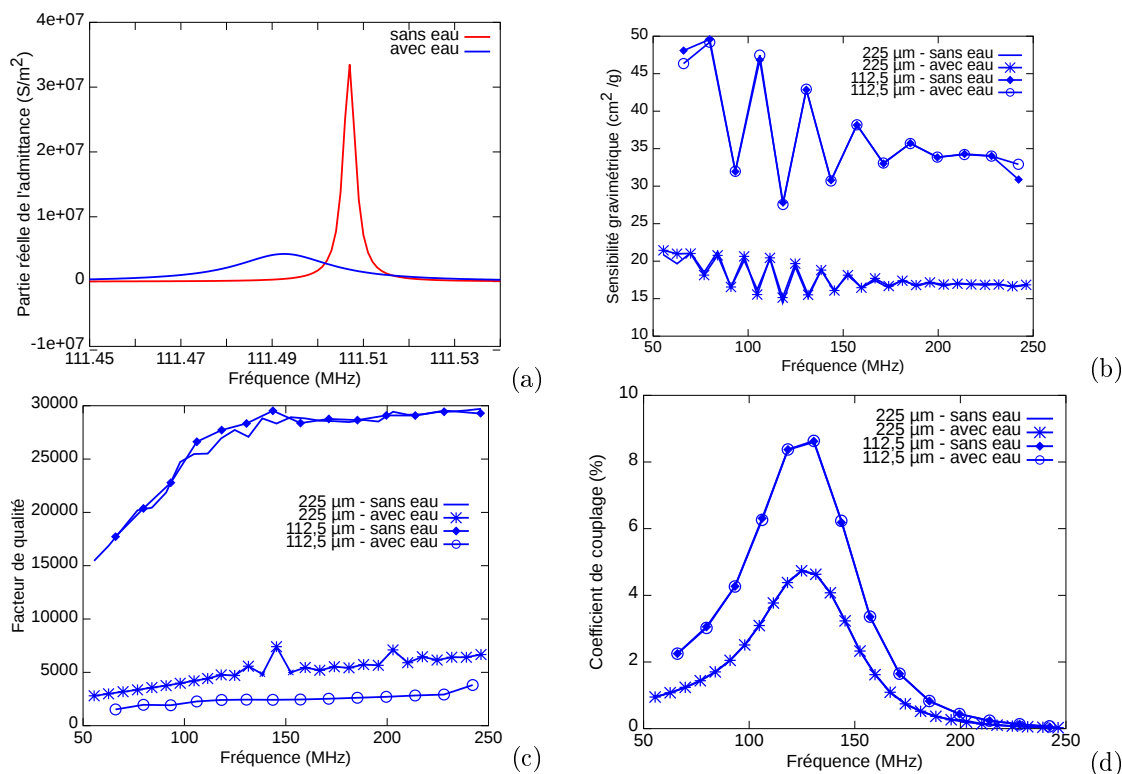 4e+07
3e+07
2e+07
1e+07
0
-1e+07
Partie réelle de l'admittance (S/m²)
sans eau
avec eau
111.45 111.47 111.49 111.51 111.53
Fréquence (MHz)
(a)
50
45
40
35
30
25
20
15
10
Sensibilité gravimétrique (cm² /g)
225 µm - sans eau
225 µm - avec eau
112,5 µm - sans eau
112,5 µm - avec eau
50 100 150 200 250
Fréquence (MHz)
(b)
30000
25000
20000
15000
10000
5000
0
Facteur de qualité
225 µm - sans eau
225 µm - avec eau
112,5 µm - sans eau
112,5 µm - avec eau
50 100 150 200 250
Fréquence (MHz)
(c)
10
8
6
4
2
0
Coefficient de couplage (%)
225 µm - sans eau
225 µm - avec eau
112,5 µm - sans eau
112,5 µm - avec eau
50 100 150 200 250
Fréquence (MHz)
(d)